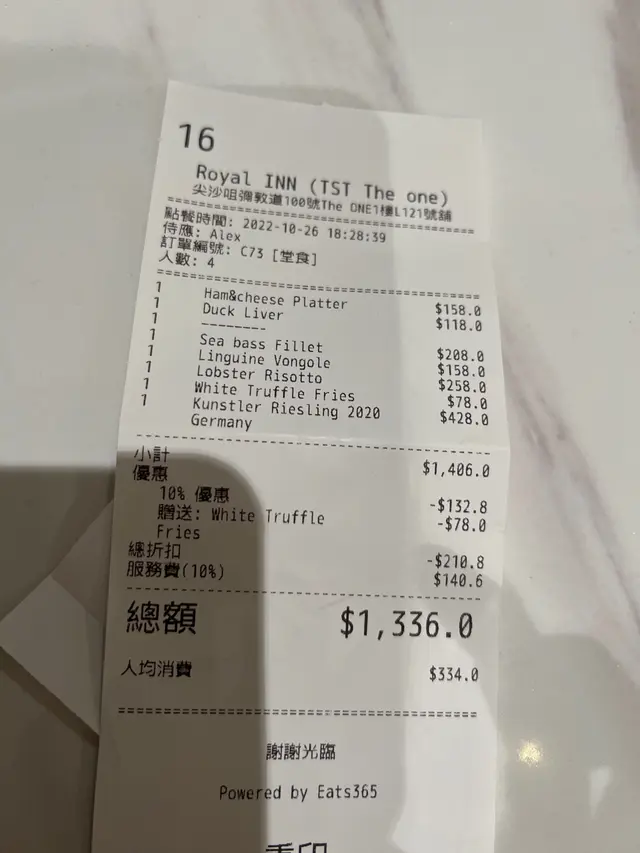 16
Royal INN (TST The one)
尖沙咀彌敦道100號The ONE1樓L121號舖
點餐時間: 2022-10-26 18:28:39
侍應: Alex
訂單編號: C73 [堂食]
人數: 4
1 Ham&cheese Platter $158.0
1 Duck Liver $118.0
--------
1 Sea bass Fillet $208.0
1 Linguine Vongole $158.0
1 Lobster Risotto $258.0
1 White Truffle Fries $78.0
1 Kunstler Riesling 2020 $428.0
Germany
小計 $1,406.0
優惠
10% 優惠 -$132.8
贈送: White Truffle -$78.0
Fries
總折扣 -$210.8
服務費(10%) $140.6
總額 $1,336.0
人均消費 $334.0
謝謝光臨
Powered by Eats365
重印